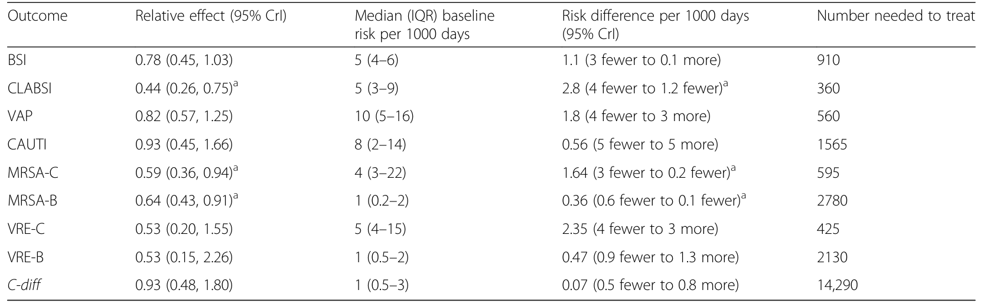 Outcome Relative effect (95% CrI) Median (IQR) baseline risk per 1000 days Risk difference per 1000 days (95% CrI) Number needed to treat
BSI 0.78 (0.45, 1.03) 5 (4–6) 1.1 (3 fewer to 0.1 more) 910
CLABSI 0.44 (0.26, 0.75)a 5 (3–9) 2.8 (4 fewer to 1.2 fewer)a 360
VAP 0.82 (0.57, 1.25) 10 (5–16) 1.8 (4 fewer to 3 more) 560
CAUTI 0.93 (0.45, 1.66) 8 (2–14) 0.56 (5 fewer to 5 more) 1565
MRSA-C 0.59 (0.36, 0.94)a 4 (3–22) 1.64 (3 fewer to 0.2 fewer)a 595
MRSA-B 0.64 (0.43, 0.91)a 1 (0.2–2) 0.36 (0.6 fewer to 0.1 fewer)a 2780
VRE-C 0.53 (0.20, 1.55) 5 (4–15) 2.35 (4 fewer to 3 more) 425
VRE-B 0.53 (0.15, 2.26) 1 (0.5–2) 0.47 (0.9 fewer to 1.3 more) 2130
C-diff 0.93 (0.48, 1.80) 1 (0.5–3) 0.07 (0.5 fewer to 0.8 more) 14,290